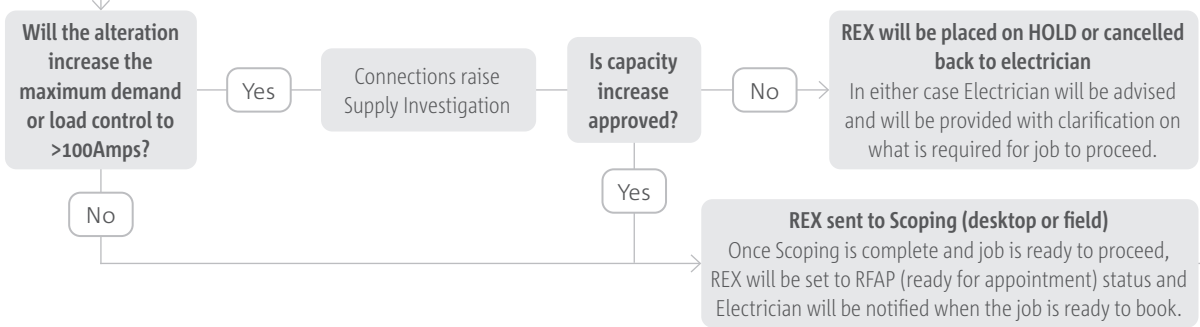 Will the alteration
increase the
maximum demand
or load control to
>100Amps?
Yes
Connections raise
Supply Investigation
Is capacity
increase
approved?
No
REX will be placed on HOLD or cancelled
back to electrician
In either case Electrician will be advised
and will be provided with clarification on
what is required for job to proceed.
Yes
No
REX sent to Scoping (desktop or field)
Once Scoping is complete and job is ready to proceed,
REX will be set to RFAP (ready for appointment) status and
Electrician will be notified when the job is ready to book.